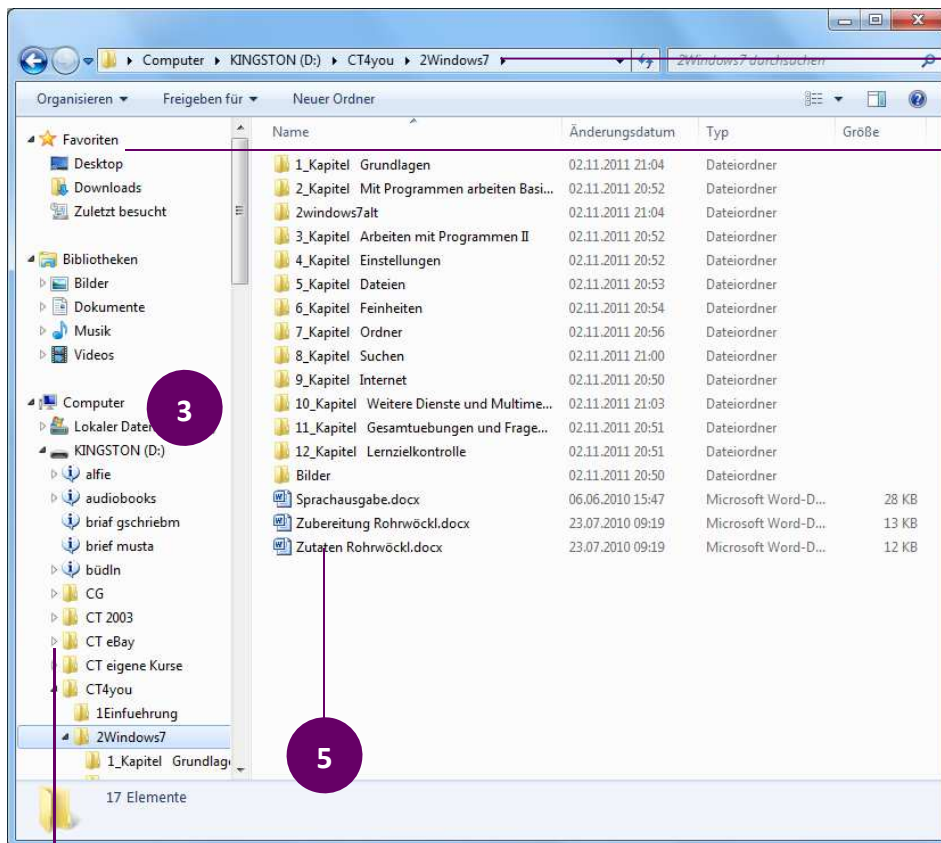 Computer KINGSTON (D:) CT4you 2Windows7 2Windows7 durchsuchen
Organisieren Freigeben für Neuer Ordner
Favoriten
Desktop
Downloads
Zuletzt besucht
Bibliotheken
Bilder
Dokumente
Musik
Videos
Computer
3
Lokaler Daten
KINGSTON (D:)
alfie
audiobooks
briaf gschriebm
brief musta
büdln
CG
CT 2003
CT eBay
CT eigene Kurse
CT4you
1Einfuehrung
2Windows7
1_Kapitel Grundlag
Name Änderungsdatum Typ Größe
1_Kapitel Grundlagen 02.11.2011 21:04 Dateiordner
2_Kapitel Mit Programmen arbeiten Basi... 02.11.2011 20:52 Dateiordner
2windows7alt 02.11.2011 21:04 Dateiordner
3_Kapitel Arbeiten mit Programmen II 02.11.2011 20:52 Dateiordner
4_Kapitel Einstellungen 02.11.2011 20:52 Dateiordner
5_Kapitel Dateien 02.11.2011 20:53 Dateiordner
6_Kapitel Feinheiten 02.11.2011 20:54 Dateiordner
7_Kapitel Ordner 02.11.2011 20:56 Dateiordner
8_Kapitel Suchen 02.11.2011 21:00 Dateiordner
9_Kapitel Internet 02.11.2011 20:50 Dateiordner
10_Kapitel Weitere Dienste und Multime... 02.11.2011 21:03 Dateiordner
11_Kapitel Gesamtuebungen und Frage... 02.11.2011 20:51 Dateiordner
12_Kapitel Lernzielkontrolle 02.11.2011 20:51 Dateiordner
Bilder 02.11.2011 20:50 Dateiordner
Sprachausgabe.docx 06.06.2010 15:47 Microsoft Word-D... 28 KB
Zubereitung Rohrwöckl.docx 23.07.2010 09:19 Microsoft Word-D... 13 KB
Zutaten Rohrwöckl.docx 23.07.2010 09:19 Microsoft Word-D... 12 KB
5
17 Elemente